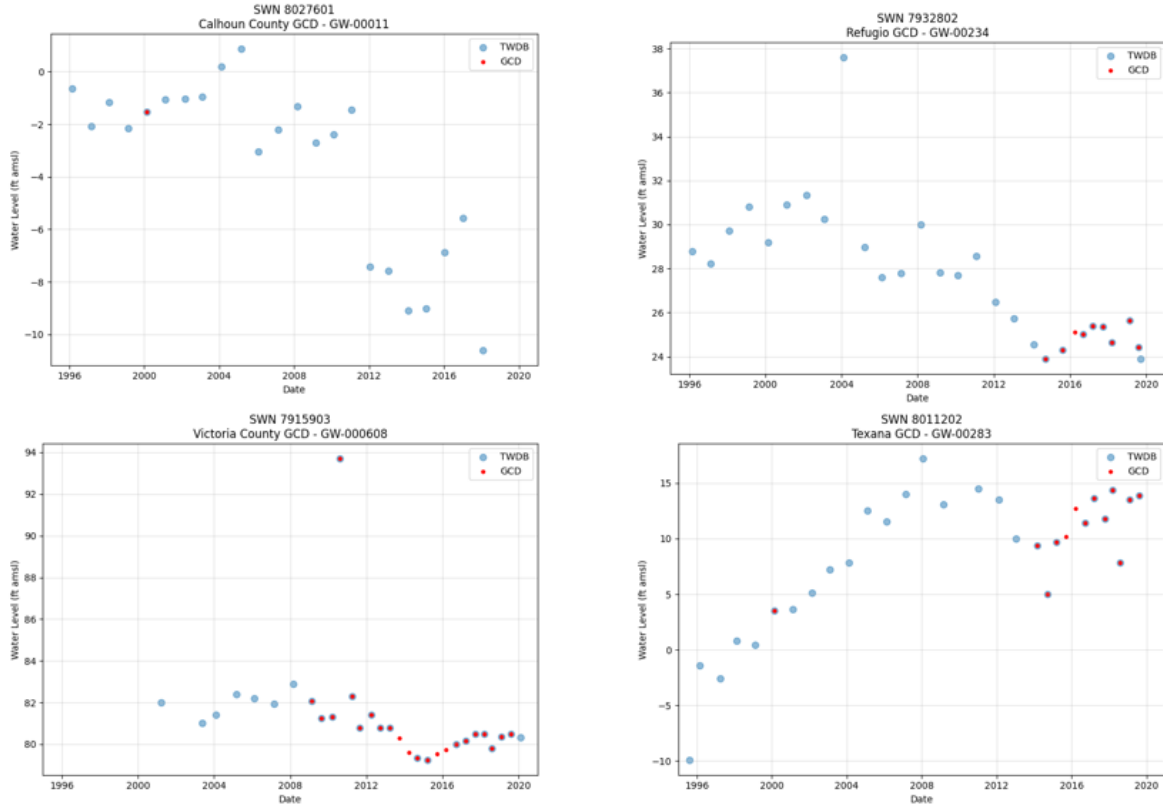 SWN 8027601
Calhoun County GCD - GW-00011
TWDB
GCD
0
−2
−4
−6
−8
−10
Water Level (ft amsl)
1996 2000 2004 2008 2012 2016 2020
Date
SWN 7932802
Refugio GCD - GW-00234
TWDB
GCD
38
36
34
32
30
28
26
24
Water Level (ft amsl)
1996 2000 2004 2008 2012 2016 2020
Date
SWN 7915903
Victoria County GCD - GW-000608
TWDB
GCD
94
92
90
88
86
84
82
80
Water Level (ft amsl)
1996 2000 2004 2008 2012 2016 2020
Date
SWN 8011202
Texana GCD - GW-00283
TWDB
GCD
15
10
5
0
−5
−10
Water Level (ft amsl)
1996 2000 2004 2008 2012 2016 2020
Date